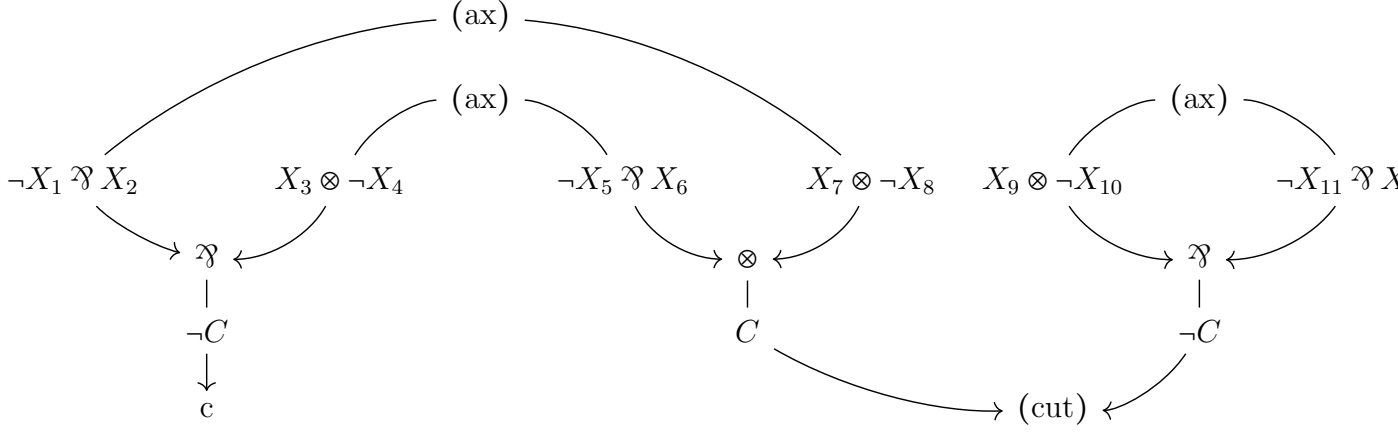 (ax)
(ax) (ax)
¬X₁ ⅋ X₂ X₃ ⊗ ¬X₄ ¬X₅ ⅋ X₆ X₇ ⊗ ¬X₈ X₉ ⊗ ¬X₁₀ ¬X₁₁ ⅋ X
⅋ ⊗ ⅋
¬C C ¬C
c (cut)